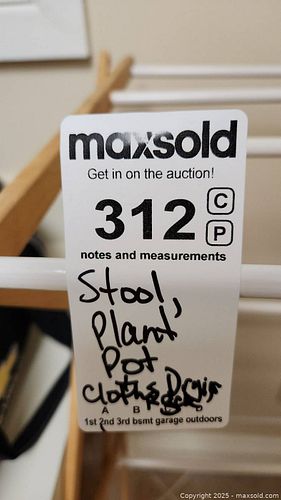 maxsold
Get in on the auction!
312 C
P
notes and measurements
Stool,
Plant
Pot
Clothes
Rack
A B D
1st 2nd 3rd bsmt garage outdoors
Copyright © 2025 - maxsold.com